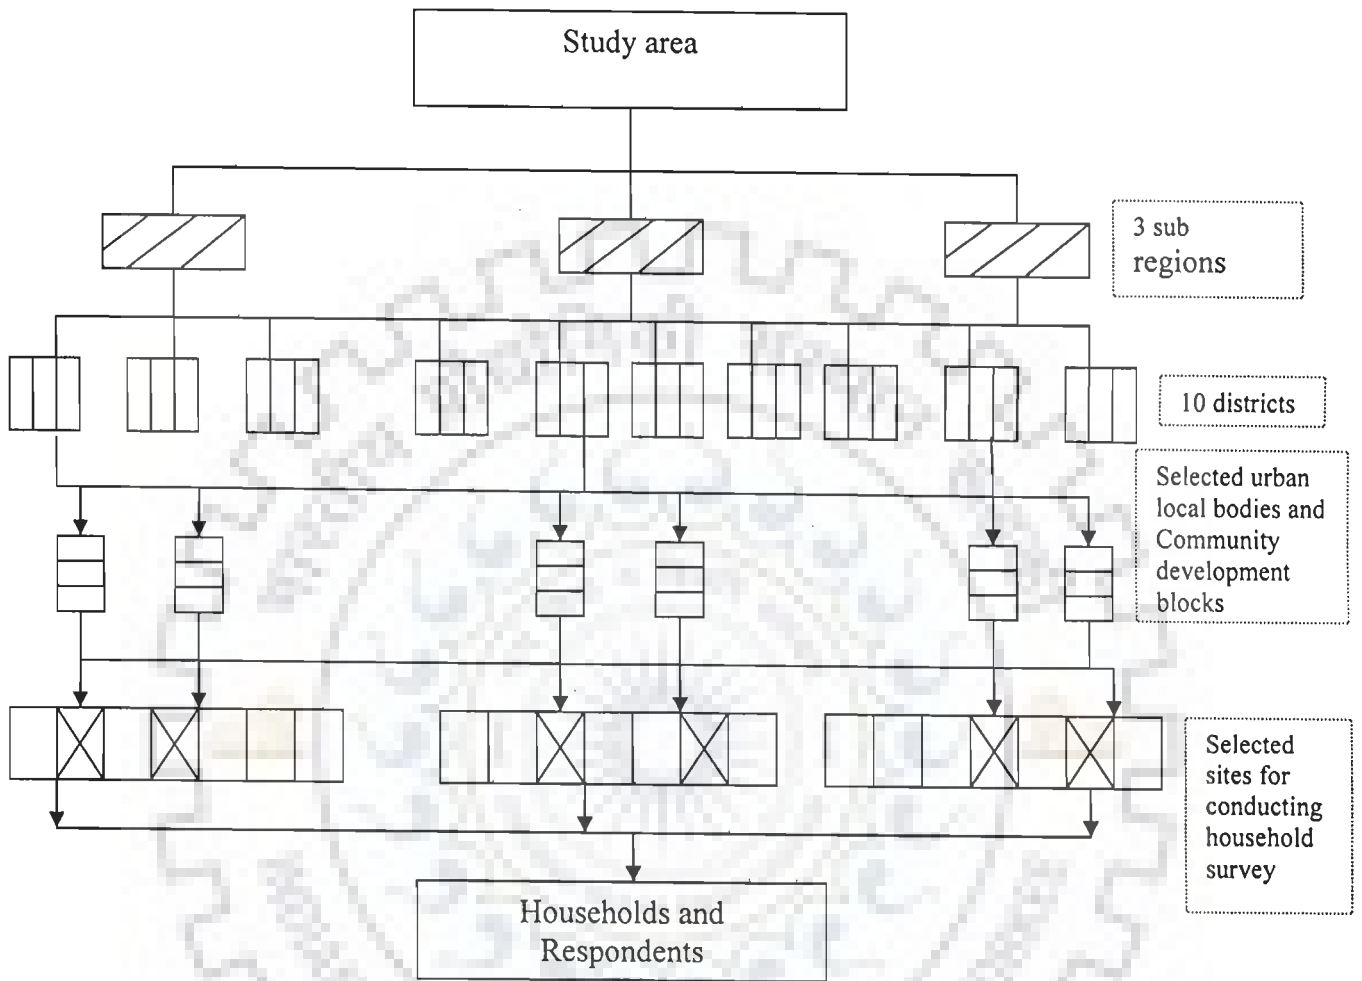 Study area
3 sub
regions
10 districts
Selected urban
local bodies and
Community
development
blocks
Selected
sites for
conducting
household
survey
Households and
Respondents